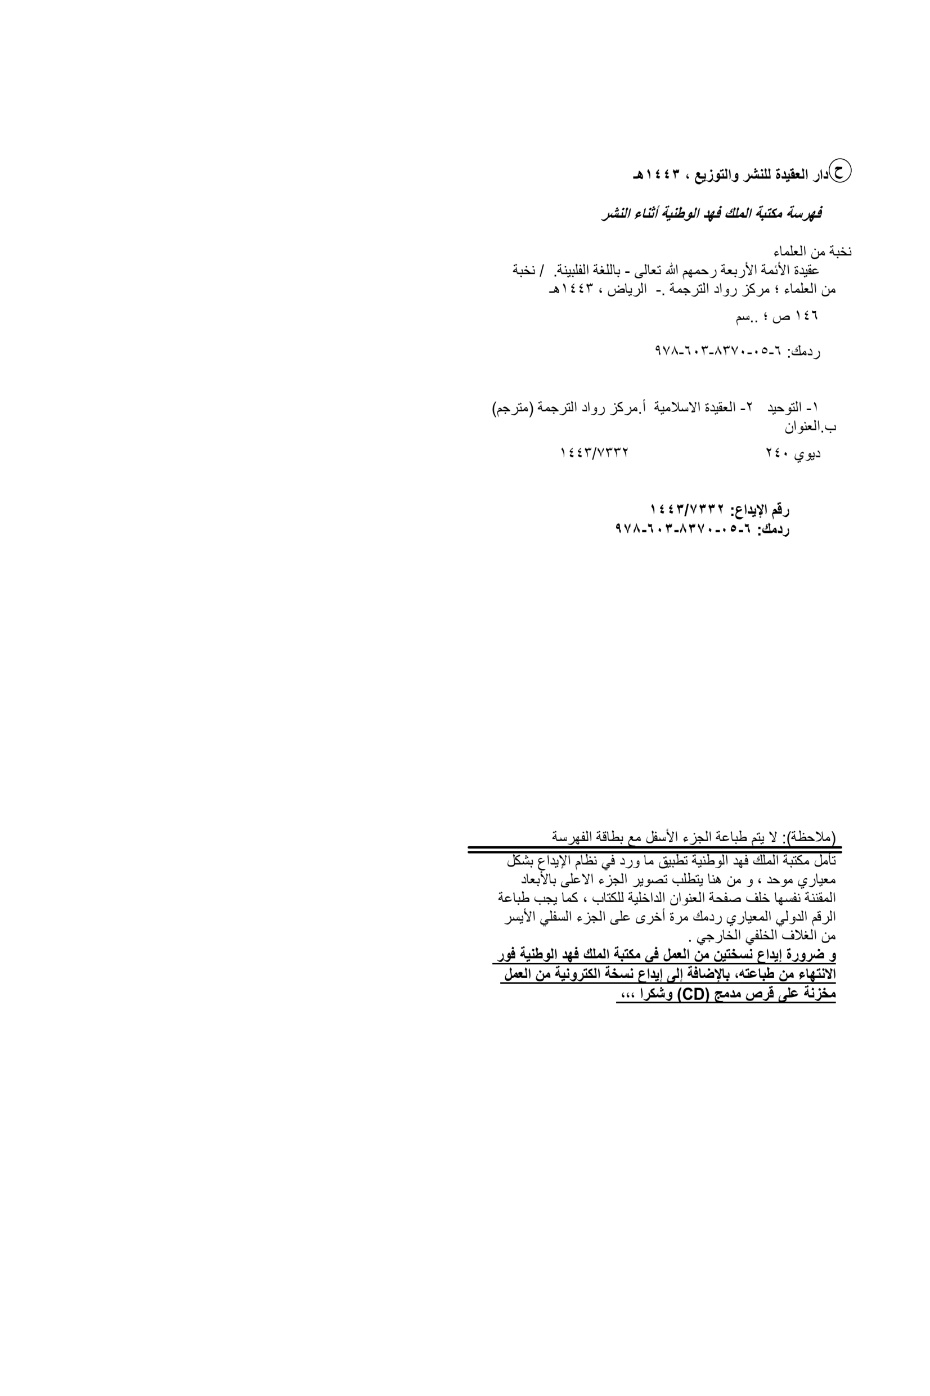 ح دار العقيدة للنشر والتوزيع ، ١٤٤٣هـ
فهرسة مكتبة الملك فهد الوطنية أثناء النشر
نخبة من العلماء
عقيدة الأئمة الأربعة رحمهم الله تعالى - باللغة الفلبينة. / نخبة
من العلماء ؛ مركز رواد الترجمة .- الرياض ، ١٤٤٣هـ
١٤٦ ص ؛ ..سم
ردمك: ٦-٠٥-٨٣٧٠-٦٠٣-٩٧٨
١- التوحيد ٢- العقيدة الاسلامية أ.مركز رواد الترجمة (مترجم)
ب.العنوان
ديوي ٢٤٠ ١٤٤٣/٧٣٣٢
رقم الإيداع: ١٤٤٣/٧٣٣٢
ردمك: ٦-٠٥-٨٣٧٠-٦٠٣-٩٧٨
(ملاحظة): لا يتم طباعة الجزء الأسفل مع بطاقة الفهرسة
تأمل مكتبة الملك فهد الوطنية تطبيق ما ورد في نظام الإيداع بشكل
معياري موحد ، و من هنا يتطلب تصوير الجزء الاعلى بالأبعاد
المقننة نفسها خلف صفحة العنوان الداخلية للكتاب ، كما يجب طباعة
الرقم الدولي المعياري ردمك مرة أخرى على الجزء السفلي الأيسر
من الغلاف الخلفي الخارجي .
و ضرورة إيداع نسختين من العمل في مكتبة الملك فهد الوطنية فور
الانتهاء من طباعته، بالإضافة إلى إيداع نسخة الكترونية من العمل
مخزنة على قرص مدمج (CD) وشكرا ،،،